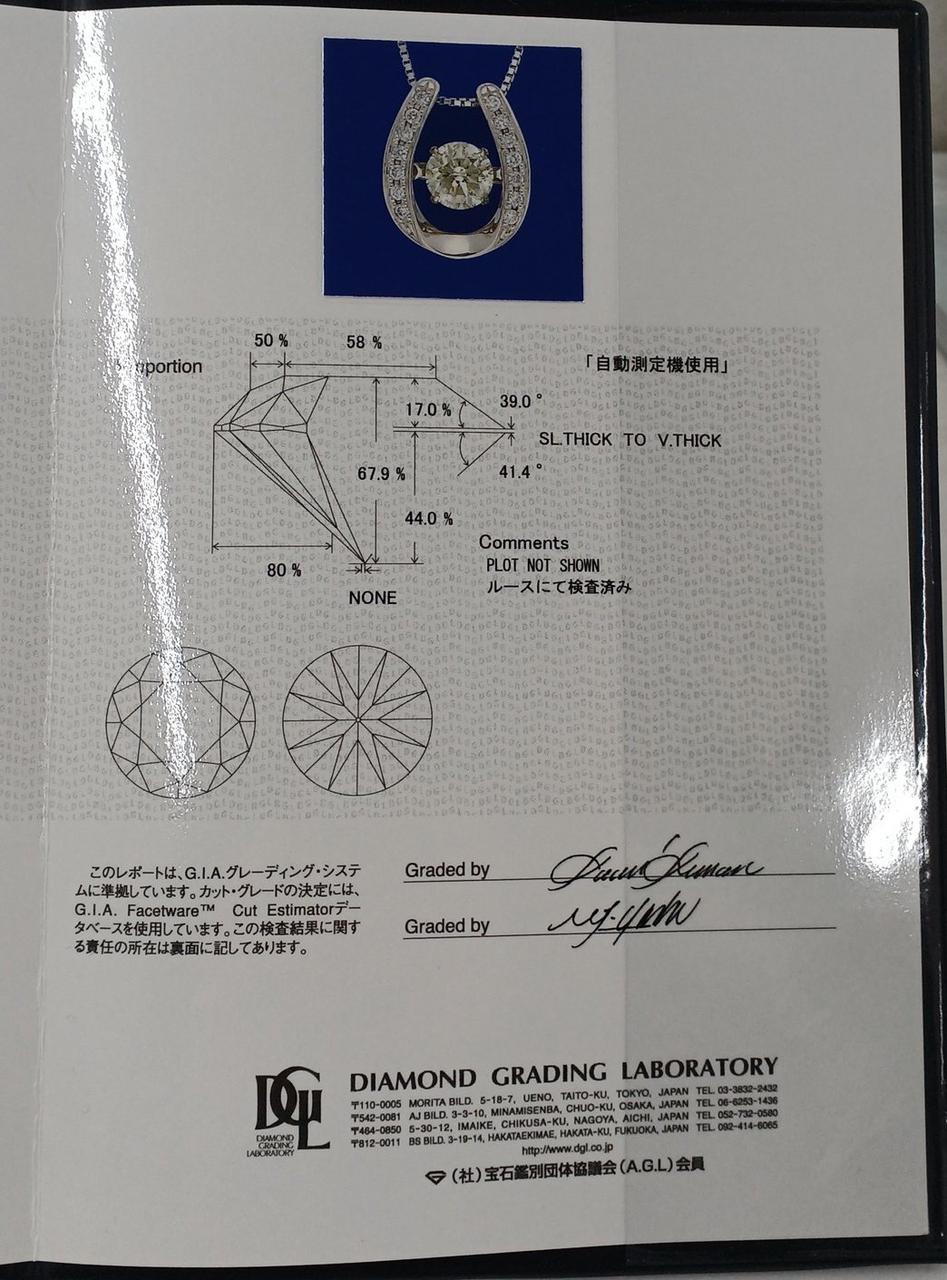 50 %
58 %
oportion
「自動測定機使用」
17.0 %
39.0 °
SL.THICK TO V.THICK
67.9 %
41.4 °
44.0 %
80 %
NONE
Comments
PLOT NOT SHOWN
ルースにて検査済み
このレポートは、G.I.A.グレーディング・システ
ムに準拠しています。カット・グレードの決定には、
G.I.A. Facetware™ Cut Estimatorデー
タベースを使用しています。この検査結果に関す
る責任の所在は裏面に記してあります。
Graded by
Graded by
DGL
DIAMOND
GRADING
LABORATORY
DIAMOND GRADING LABORATORY
〒110-0005 MORITA BILD. 5-18-7, UENO, TAITO-KU, TOKYO, JAPAN TEL. 03-3832-2432
〒542-0081 AJ BILD. 3-3-10, MINAMISENBA, CHUO-KU, OSAKA, JAPAN TEL. 06-6253-1436
〒464-0850 5-30-12, IMAIKE, CHIKUSA-KU, NAGOYA, AICHI, JAPAN TEL. 052-732-0580
〒812-0011 BS BILD. 3-19-14, HAKATAEKIMAE, HAKATA-KU, FUKUOKA, JAPAN TEL. 092-414-6065
http://www.dgl.co.jp
(社)宝石鑑別団体協議会(A.G.L)会員